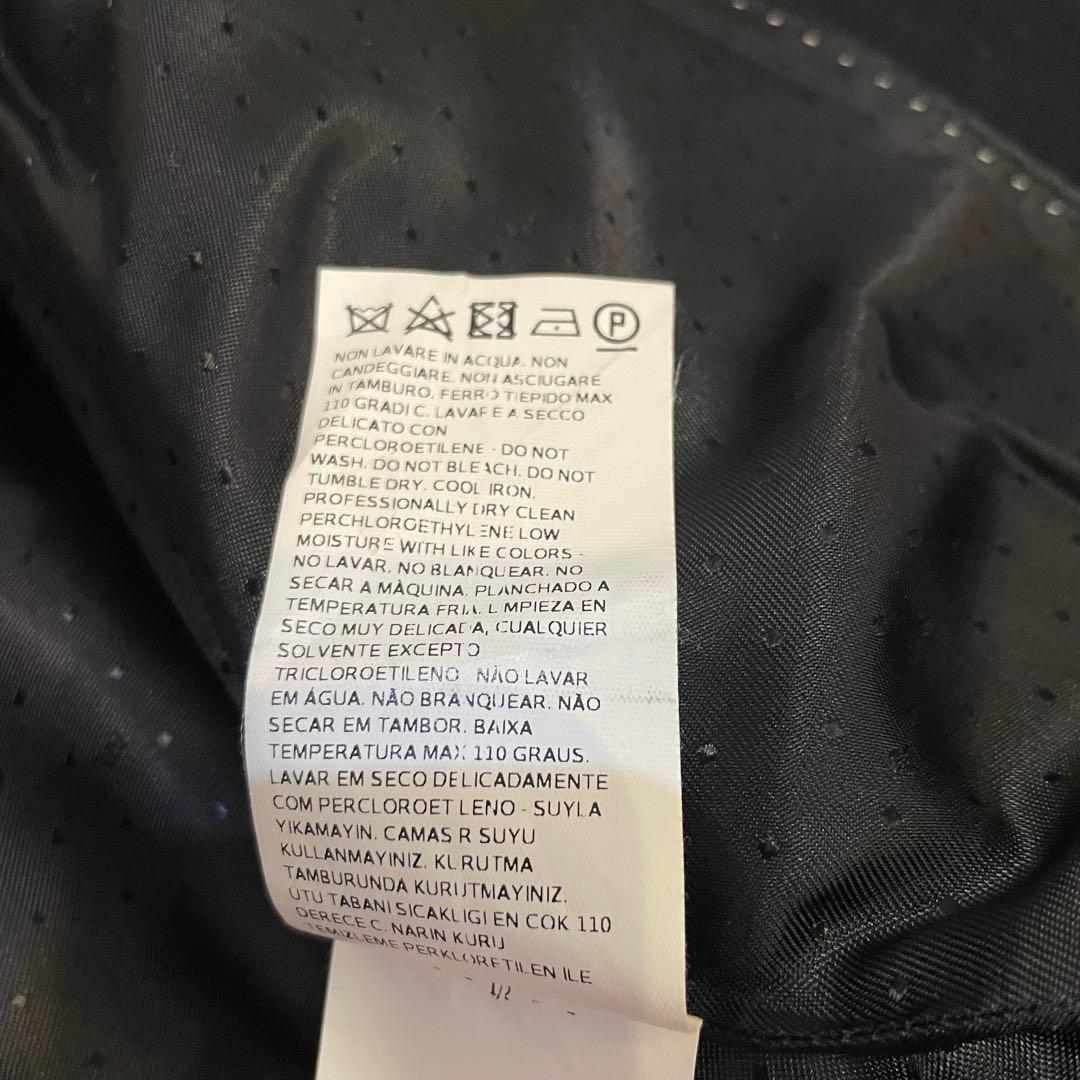 P
NON LAVARE IN ACQUA. NON
CANDEGGIARE. NON ASCIUGARE
IN TAMBURO. FERRO TIEPIDO MAX
110 GRADI C. LAVARE A SECCO
DELICATO CON
PERCLOROETILENE - DO NOT
WASH. DO NOT BLEACH. DO NOT
TUMBLE DRY. COOL IRON.
PROFESSIONALLY DRY CLEAN
PERCHLORGETHYLENE LOW
MOISTURE WITH LIKE COLORS -
NO LAVAR. NO BLANQUEAR. NO
SECAR A MÀQUINA. PLANCHADO A
TEMPERATURA FRIA. LIMPIEZA EN
SECO MUY DELICADA, CUALQUIER
SOLVENTE EXCEPTO
TRICLOROETILENO - NÃO LAVAR
EM ÁGUA. NÃO BRANQUEAR. NÃO
SECAR EM TAMBOR. BAIXA
TEMPERATURA MAX 110 GRAUS.
LAVAR EM SECO DELICADAMENTE
COM PERCLOROETILENO - SUYLA
YIKAMAYIN. CAMASIR SUYU
KULLANMAYINIZ. KURUTMA
TAMBURUNDA KURUTMAYINIZ.
ÜTÜ TABANI SICAKLIGI EN COK 110
DERECE C. NARIN KURU
TEMIZLEME PERKLORETILEN ILE
1/2